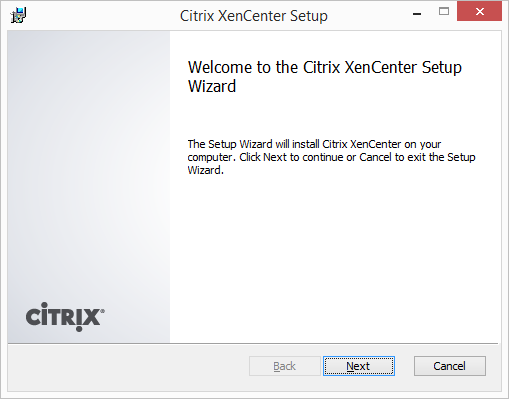 Citrix XenCenter Setup
Welcome to the Citrix XenCenter Setup
Wizard
The Setup Wizard will install Citrix XenCenter on your
computer. Click Next to continue or Cancel to exit the Setup
Wizard.
CITRIX®
Back Next Cancel